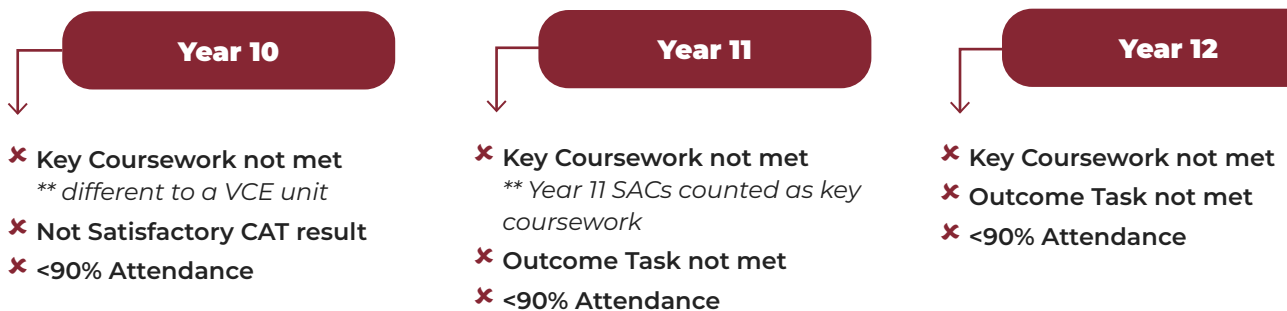 Year 10
Key Coursework not met
** different to a VCE unit
Not Satisfactory CAT result
<90% Attendance
Year 11
Key Coursework not met
** Year 11 SACs counted as key
coursework
Outcome Task not met
<90% Attendance
Year 12
Key Coursework not met
Outcome Task not met
<90% Attendance